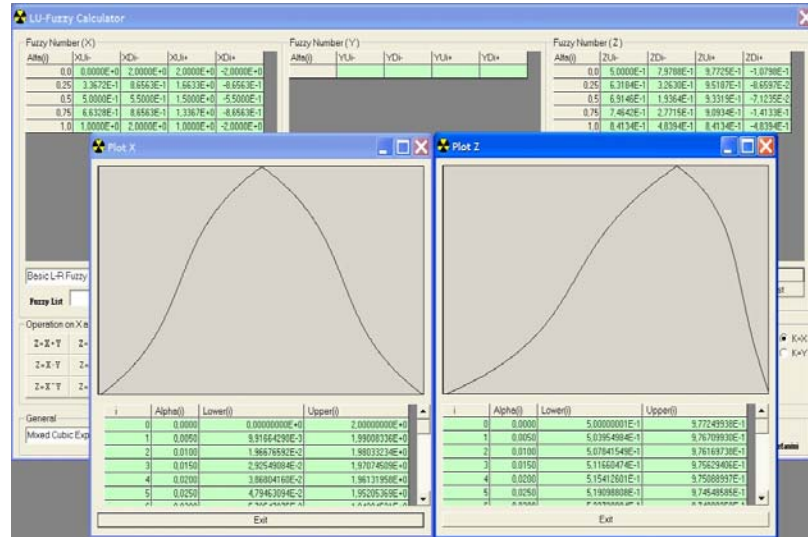 LU-Fuzzy Calculator
Fuzzy Number (X)
Alfa(i) XUi- XDi- XUi+ XDi+
0,0 0,0000E+0 2,0000E+0 2,0000E+0 -2,0000E+0
0,25 3,3672E-1 8,6563E-1 1,6633E+0 -8,6563E-1
0,5 5,0000E-1 5,5000E-1 1,5000E+0 -5,5000E-1
0,75 6,6328E-1 8,6563E-1 1,3367E+0 -8,6563E-1
1,0 1,0000E+0 2,0000E+0 1,0000E+0 -2,0000E+0
Fuzzy Number (Y)
Alfa(i) YUi- YDi- YUi+ YDi+
Fuzzy Number (Z)
Alfa(i) ZUi- ZDi- ZUi+ ZDi+
0,0 5,0000E-1 7,9788E-1 9,7725E-1 -1,0798E-1
0,25 6,3184E-1 3,2630E-1 9,5187E-1 -8,6597E-2
0,5 6,9146E-1 1,9364E-1 9,3319E-1 -7,1235E-2
0,75 7,4642E-1 2,7715E-1 9,0934E-1 -1,4133E-1
1,0 8,4134E-1 4,8394E-1 8,4134E-1 -4,8394E-1
Basic L-R Fuzzy
Fuzzy List
Operation on X a
Z=X+Y Z=
Z=X-Y Z=
Z=X^Y Z=
General
Mixed Cubic Exp
K=X
K=Y
Plot X
i Alpha(i) Lower(i) Upper(i)
0 0,0000 0,00000000E+0 2,00000000E+0
1 0,0050 9,91664290E-3 1,99008336E+0
2 0,0100 1,96676592E-2 1,98033234E+0
3 0,0150 2,92549084E-2 1,97074509E+0
4 0,0200 3,86804160E-2 1,96131958E+0
5 0,0250 4,79463094E-2 1,95205369E+0
Exit
Plot Z
i Alpha(i) Lower(i) Upper(i)
0 0,0000 5,00000001E-1 9,77249938E-1
1 0,0050 5,03954984E-1 9,76709930E-1
2 0,0100 5,07841549E-1 9,76169738E-1
3 0,0150 5,11660474E-1 9,75629406E-1
4 0,0200 5,15412601E-1 9,75088997E-1
5 0,0250 5,19098808E-1 9,74548585E-1
Exit